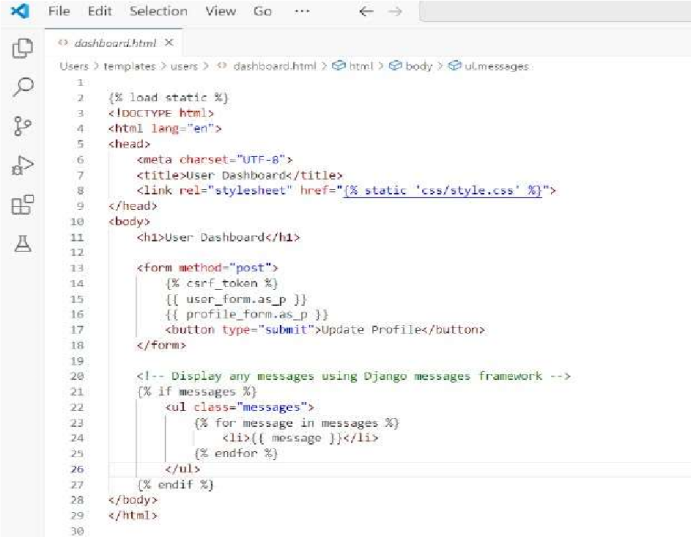 File Edit Selection View Go ... ← →
<> dashboard.html ×
Users > templates > users > <> dashboard.html > html > body > ul.messages
1
2 {% load static %}
3 <!DOCTYPE html>
4 <html lang="en">
5 <head>
6 <meta charset="UTF-8">
7 <title>User Dashboard</title>
8 <link rel="stylesheet" href="{% static 'css/style.css' %}">
9 </head>
10 <body>
11 <h1>User Dashboard</h1>
12
13 <form method="post">
14 {% csrf_token %}
15 {{ user_form.as_p }}
16 {{ profile_form.as_p }}
17 <button type="submit">Update Profile</button>
18 </form>
19
20 <!-- Display any messages using Django messages framework -->
21 {% if messages %}
22 <ul class="messages">
23 {% for message in messages %}
24 <li>{{ message }}</li>
25 {% endfor %}
26 </ul>
27 {% endif %}
28 </body>
29 </html>
30